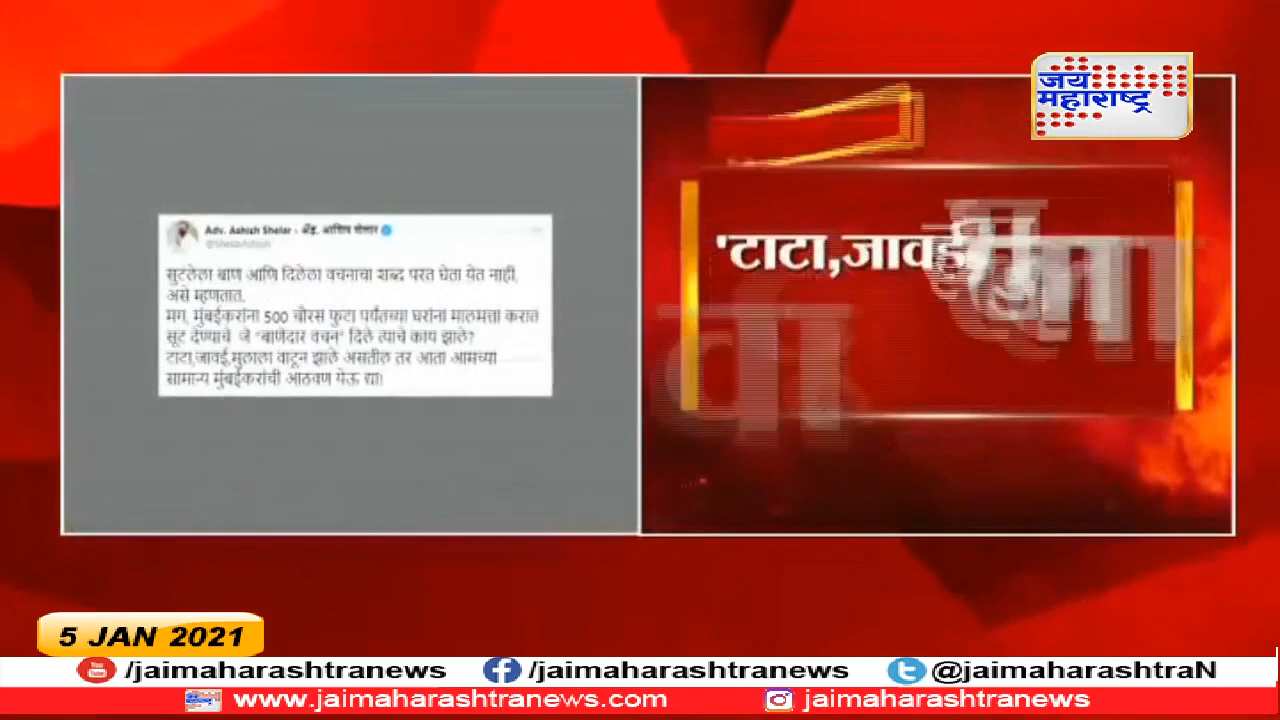 जय
महाराष्ट्र
Adv. Ashish Shelar - ॲड. आशिष शेलार
@ShelarAshish
सुटलेला बाण आणि दिलेला वचनाचा शब्द परत घेता येत नाही,
असे म्हणतात.
मग, मुंबईकरांना 500 चौरस फुटा पर्यंतच्या घरांना मालमत्ता करात
सूट देण्याचे जे "बाणेदार वचन" दिले त्याचे काय झाले?
टाटा,जावई,मुलाला वाटून झाले असतील तर आता आमच्या
सामान्य मुंबईकरांची आठवण येऊ द्या!
'टाटा,जावई
वा
5 JAN 2021
/jaimaharashtranews /jaimaharashtranews @jaimaharashtraN
www.jaimaharashtranews.com jaimaharashtranews